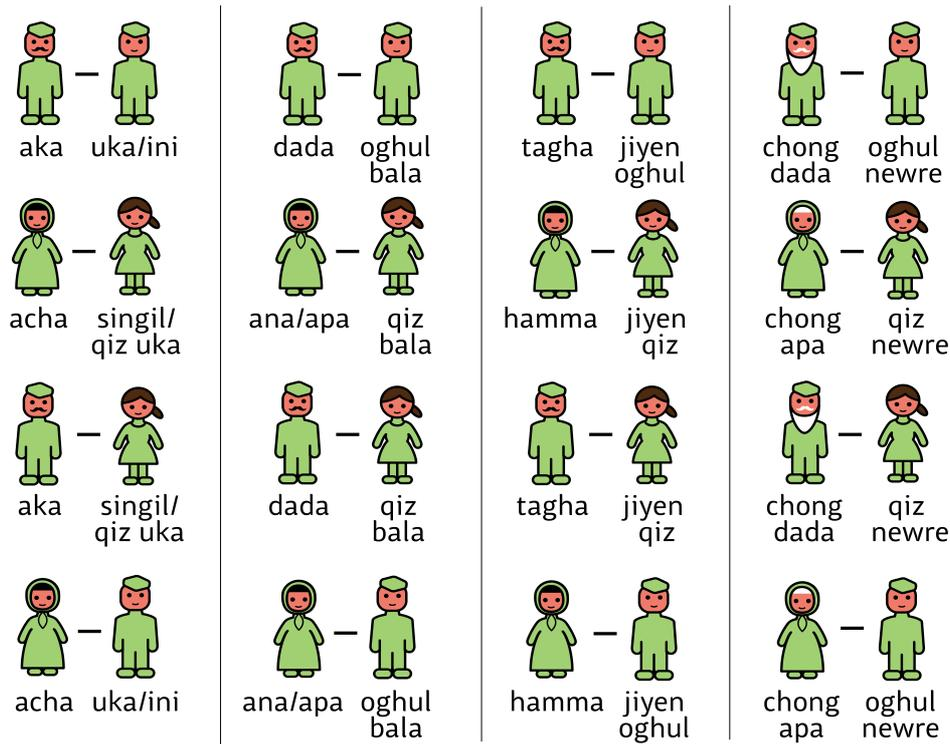 aka uka/ini
dada oghul
bala
tagha jiyen
oghul
chong oghul
dada newre
acha singil/
qiz uka
ana/apa qiz
bala
hamma jiyen
qiz
chong qiz
apa newre
aka singil/
qiz uka
dada qiz
bala
tagha jiyen
qiz
chong qiz
dada newre
acha uka/ini
ana/apa oghul
bala
hamma jiyen
oghul
chong oghul
apa newre